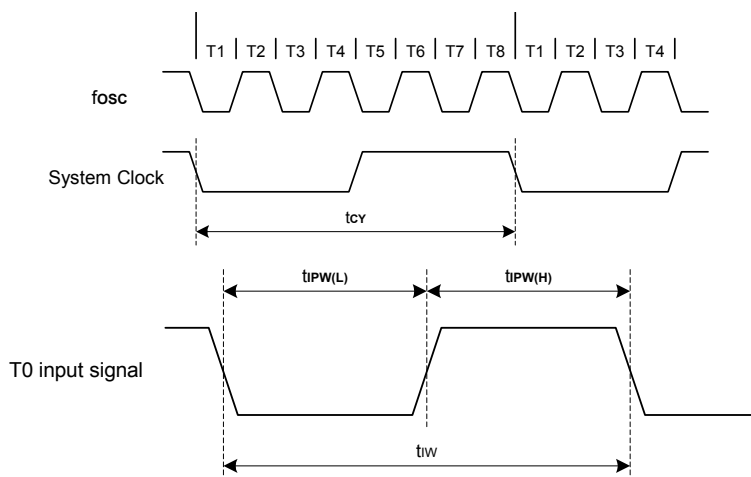 T1 T2 T3 T4 T5 T6 T7 T8 T1 T2 T3 T4
fosc
System Clock
tCY
tIPW(L) tIPW(H)
T0 input signal
tIW